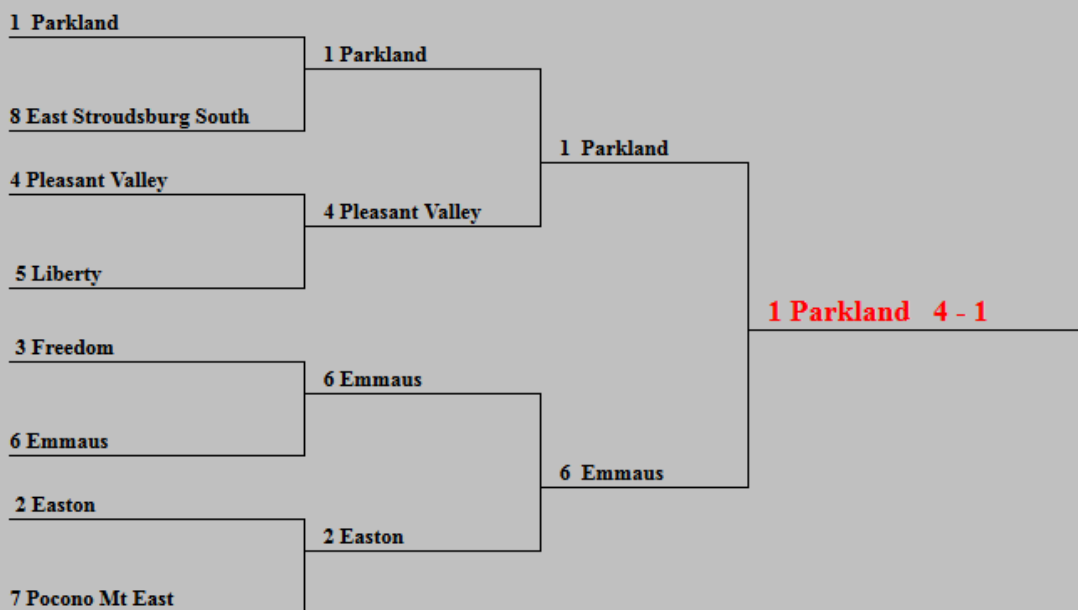 1 Parkland
1 Parkland
8 East Stroudsburg South
1 Parkland
4 Pleasant Valley
4 Pleasant Valley
5 Liberty
1 Parkland 4 - 1
3 Freedom
6 Emmaus
6 Emmaus
6 Emmaus
2 Easton
2 Easton
7 Pocono Mt East